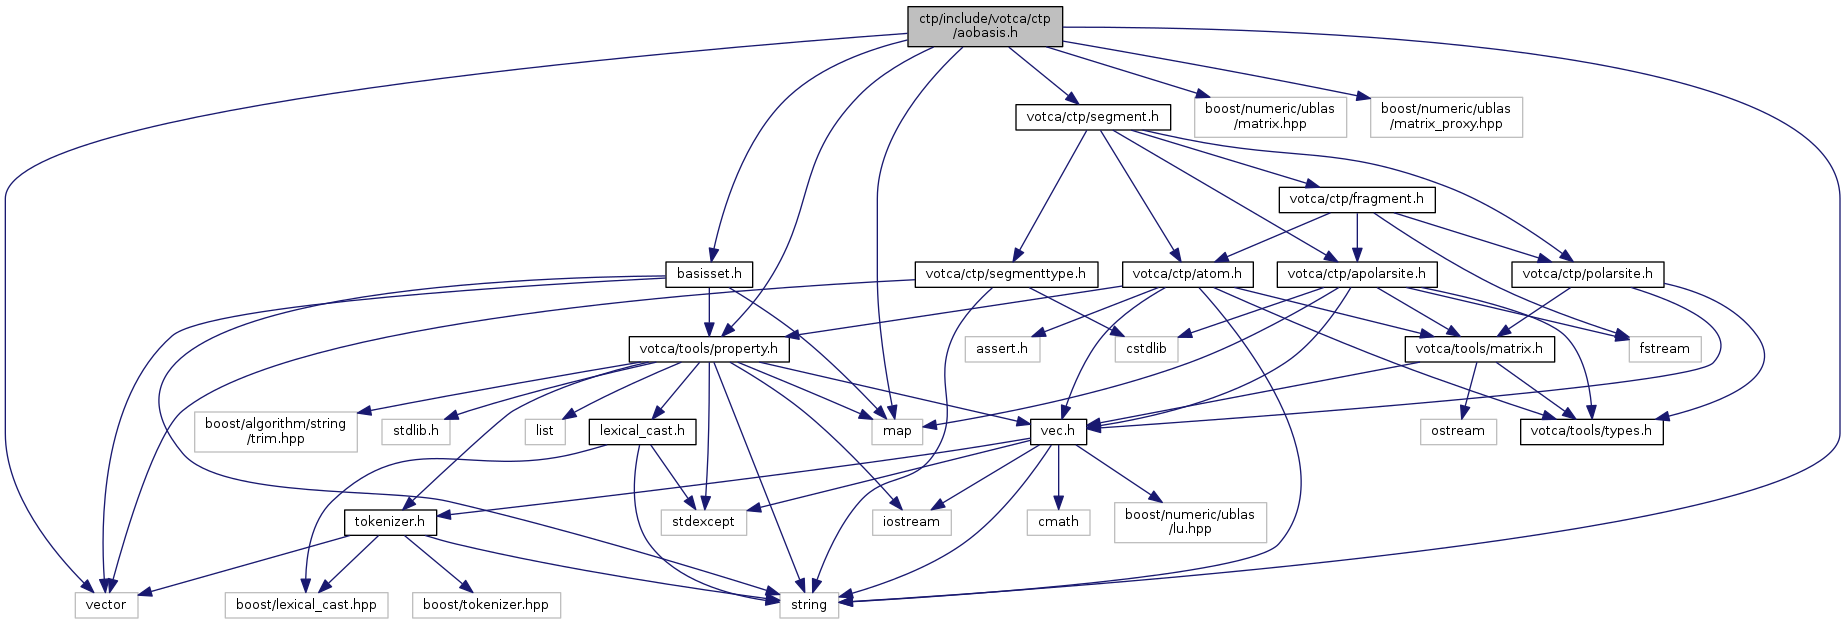 ctp/include/votca/ctp
/aobasis.h
boost/numeric/ublas
/matrix.hpp
boost/numeric/ublas
/matrix_proxy.hpp
votca/ctp/segment.h
votca/ctp/fragment.h
basisset.h
votca/ctp/segmenttype.h
votca/ctp/atom.h
votca/ctp/apolarsite.h
votca/ctp/polarsite.h
votca/tools/property.h
assert.h
cstdlib
votca/tools/matrix.h
fstream
boost/algorithm/string
/trim.hpp
stdlib.h
list
lexical_cast.h
map
vec.h
ostream
votca/tools/types.h
tokenizer.h
stdexcept
iostream
cmath
boost/numeric/ublas
/lu.hpp
vector
boost/lexical_cast.hpp
boost/tokenizer.hpp
string